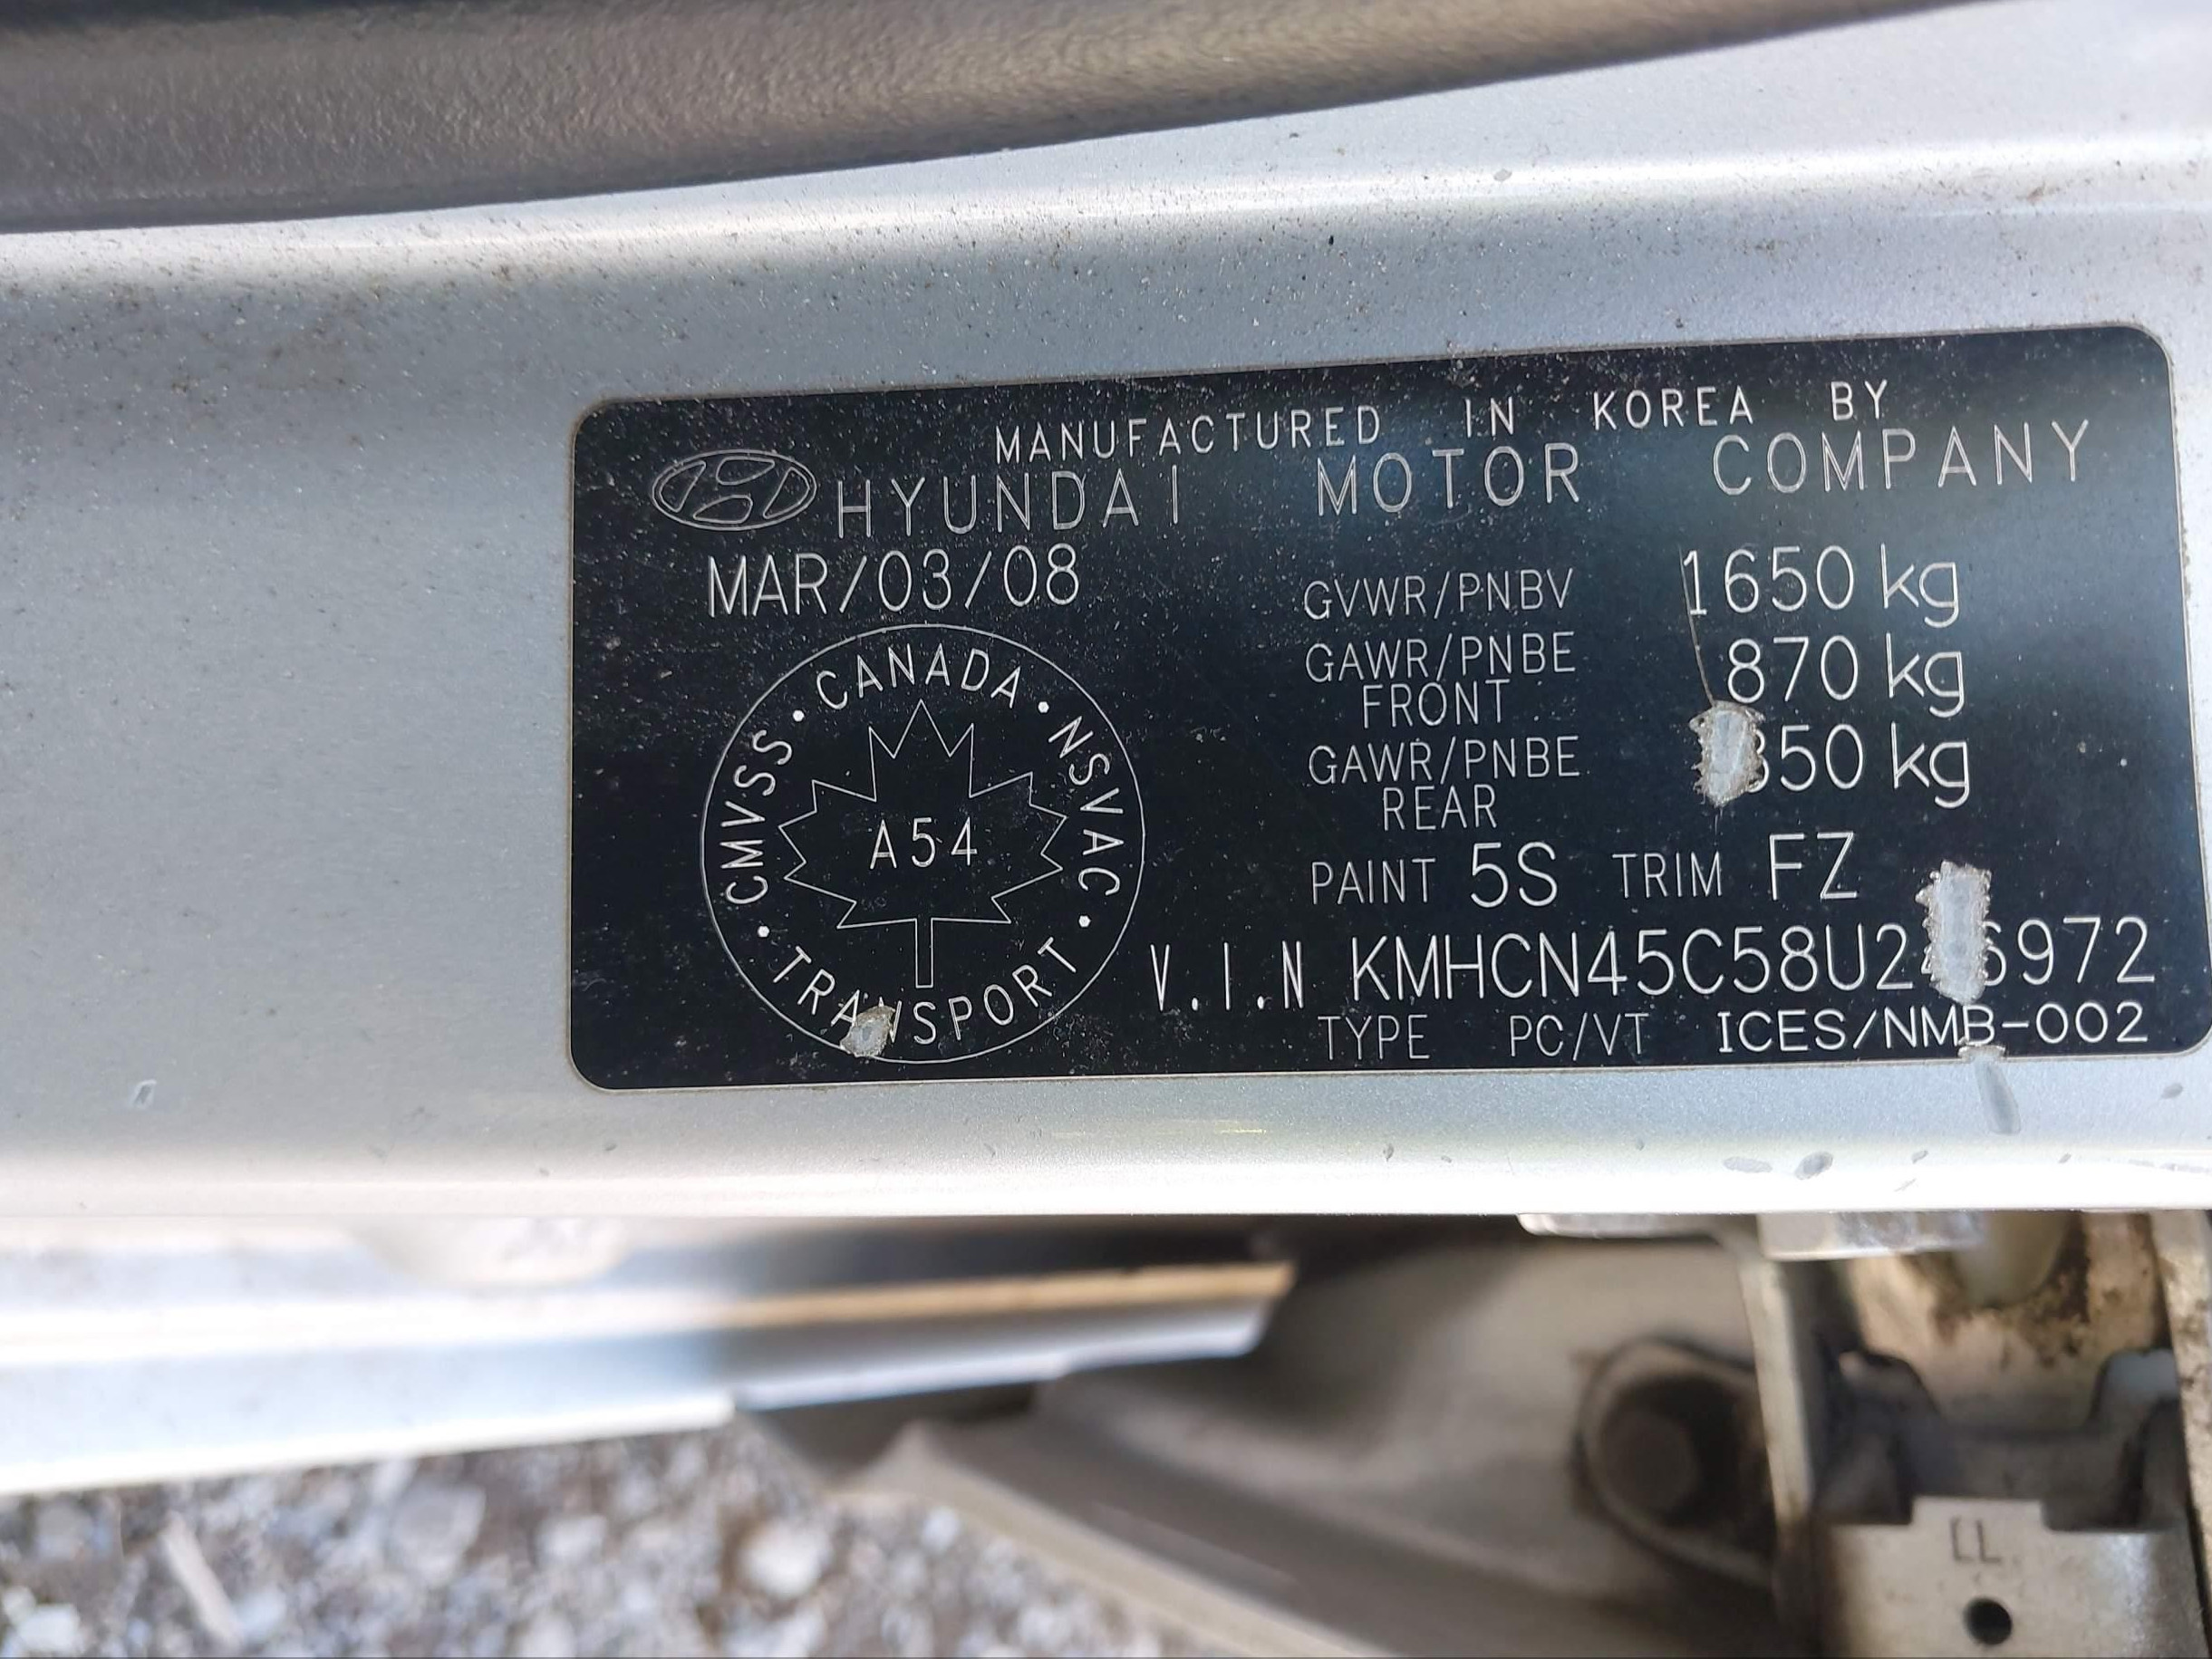 MANUFACTURED IN KOREA BY
HYUNDAI MOTOR COMPANY
MAR/03/08
GVWR/PNBV 1650 kg
GAWR/PNBE FRONT 870 kg
GAWR/PNBE REAR kg
CMVSS • CANADA • NSVAC • TRANSPORT •
A54
PAINT 5S TRIM FZ
V.I.N KMHCN45C58U246972
TYPE PC/VT ICES/NMB-002
LL